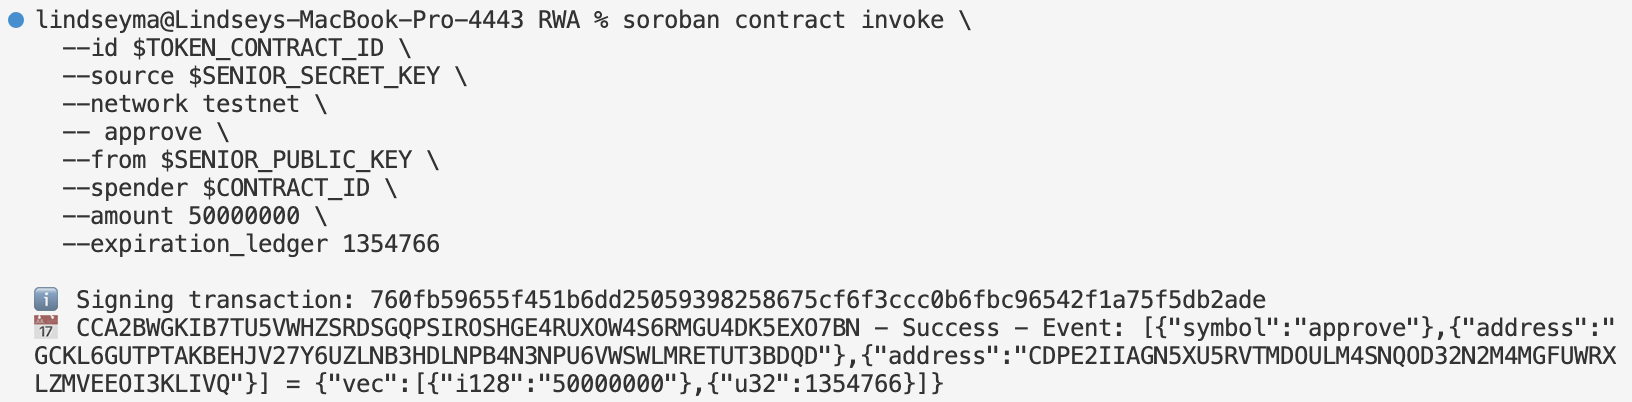 lindseyma@Lindseys-MacBook-Pro-4443 RWA % soroban contract invoke \
--id $TOKEN_CONTRACT_ID \
--source $SENIOR_SECRET_KEY \
--network testnet \
-- approve \
--from $SENIOR_PUBLIC_KEY \
--spender $CONTRACT_ID \
--amount 50000000 \
--expiration_ledger 1354766
ℹ️ Signing transaction: 760fb59655f451b6dd25059398258675cf6f3ccc0b6fbc96542f1a75f5db2ade
📅 CCA2BWGKIB7TU5VWHZSRDSGQPSIROSHGE4RUXOW4S6RMGU4DK5EXO7BN - Success - Event: [{"symbol":"approve"},{"address":"
GCKL6GUTPTAKBEHJV27Y6UZLNB3HDLNPB4N3NPU6VWSWLMRETUT3BDQD"},{"address":"CDPE2IIAGN5XU5RVTMDOULM4SNQOD32N2M4MGFUWRX
LZMVEEOI3KLIVQ"}] = {"vec":[{"i128":"50000000"},{"u32":1354766}]}